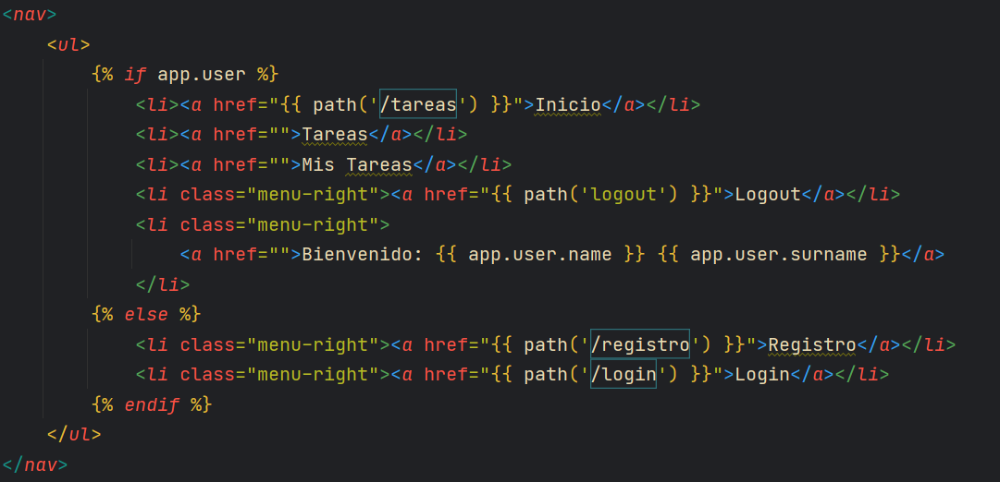 <nav>
<ul>
{% if app.user %}
<li><a href="{{ path('/tareas') }}">Inicio</a></li>
<li><a href="">Tareas</a></li>
<li><a href="">Mis Tareas</a></li>
<li class="menu-right"><a href="{{ path('logout') }}">Logout</a></li>
<li class="menu-right">
<a href="">Bienvenido: {{ app.user.name }} {{ app.user.surname }}</a>
</li>
{% else %}
<li class="menu-right"><a href="{{ path('/registro') }}">Registro</a></li>
<li class="menu-right"><a href="{{ path('/login') }}">Login</a></li>
{% endif %}
</ul>
</nav>